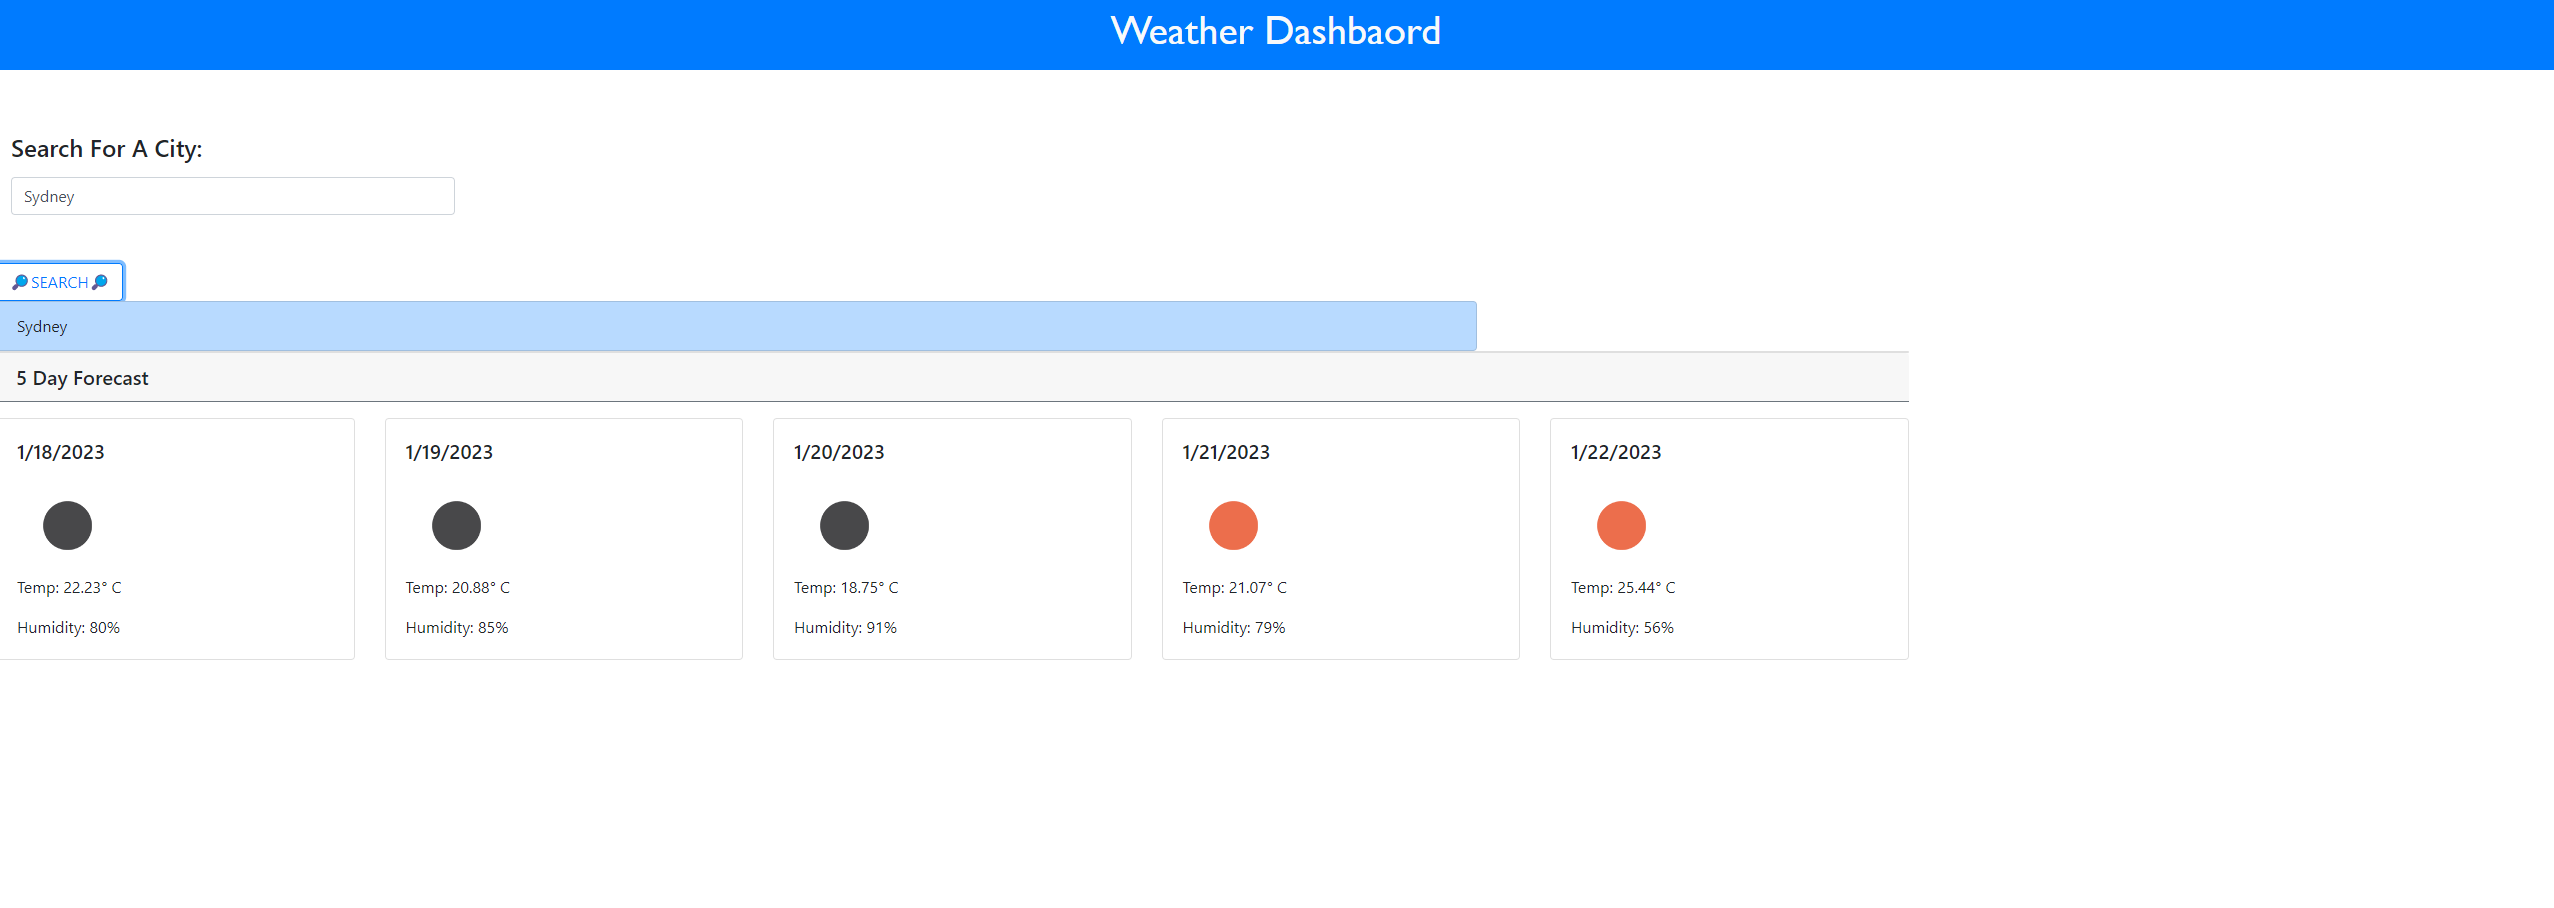 Weather Dashbaord
Search For A City:
Sydney
🔎SEARCH🔎
Sydney
5 Day Forecast
1/18/2023
Temp: 22.23° C
Humidity: 80%
1/19/2023
Temp: 20.88° C
Humidity: 85%
1/20/2023
Temp: 18.75° C
Humidity: 91%
1/21/2023
Temp: 21.07° C
Humidity: 79%
1/22/2023
Temp: 25.44° C
Humidity: 56%